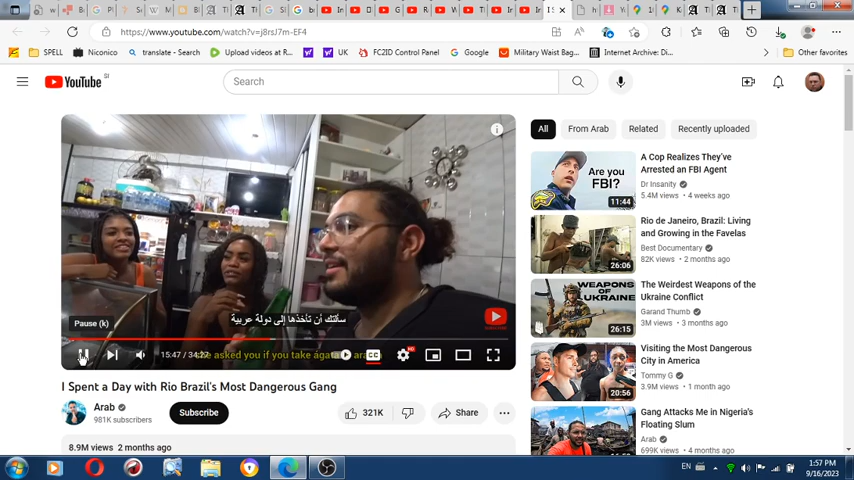 https://www.youtube.com/watch?v=j8rsJ7m-EF4
SPELL
Niconico
translate - Search
Download videos at R...
UK
FC2ID Control Panel
Google
Military Waist Bag...
Internet Archive: Di...
Other favorites
YouTube SI
Search
سألتك أن تأخذها إلى دولة عربية
SUBSCRIBE
Pause (k)
15:47 / 34:27
I Spent a Day with Rio Brazil's Most Dangerous Gang
Arab
981K subscribers
Subscribe
321K
Share
8.9M views 2 months ago
All
From Arab
Related
Recently uploaded
Are you FBI?
11:44
A Cop Realizes They've Arrested an FBI Agent
Dr Insanity
5.4M views • 4 weeks ago
26:06
Rio de Janeiro, Brazil: Living and Growing in the Favelas
Best Documentary
82K views • 2 months ago
WEAPONS OF UKRAINE
26:15
The Weirdest Weapons of the Ukraine Conflict
Garand Thumb
3M views • 3 months ago
20:56
Visiting the Most Dangerous City in America
Tommy G
3.9M views • 1 month ago
Gang Attacks Me in Nigeria's Floating Slum
Arab
699K views • 4 months ago
EN
1:57 PM
9/16/2023